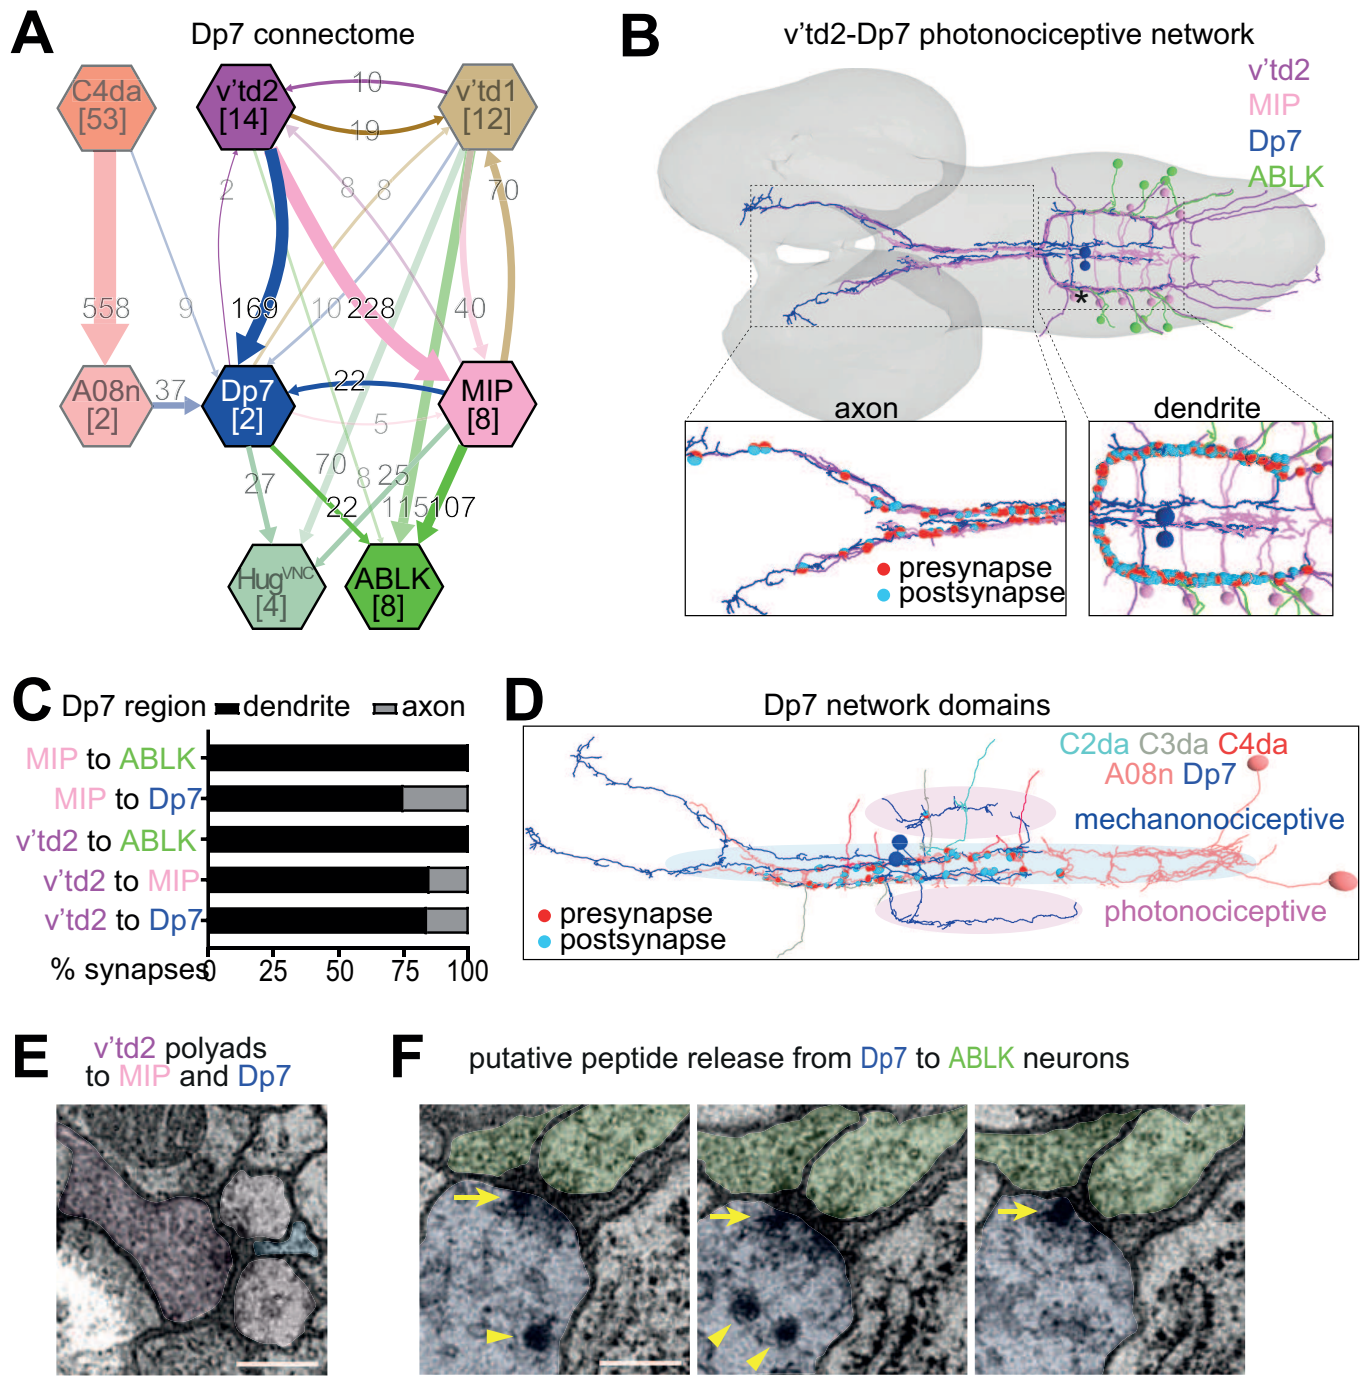 A
Dp7 connectome
C4da
[53]
v'td2
[14]
v'td1
[12]
10
19
2
8
8
70
558
9
169
10
228
40
A08n
[2]
37
Dp7
[2]
22
MIP
[8]
5
27
70
8
25
22
115
107
Hug^VNC
[4]
ABLK
[8]
B
v'td2-Dp7 photonociceptive network
v'td2
MIP
Dp7
ABLK
*
axon
dendrite
presynapse
postsynapse
C
Dp7 region dendrite axon
MIP to ABLK
MIP to Dp7
v'td2 to ABLK
v'td2 to MIP
v'td2 to Dp7
% synapses
0 25 50 75 100
D
Dp7 network domains
C2da C3da C4da
A08n Dp7
mechanonociceptive
photonociceptive
presynapse
postsynapse
E
v'td2 polyads
to MIP and Dp7
F
putative peptide release from Dp7 to ABLK neurons